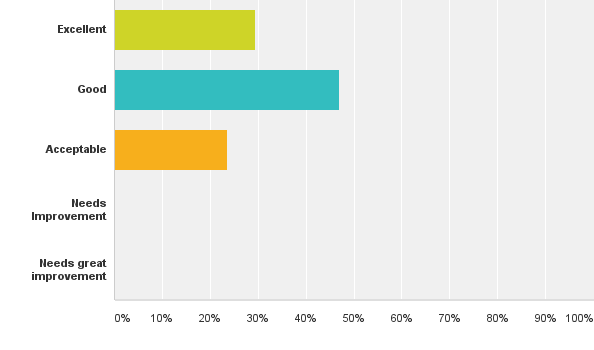 Excellent
Good
Acceptable
Needs
Improvement
Needs great
improvement
0% 10% 20% 30% 40% 50% 60% 70% 80% 90% 100%